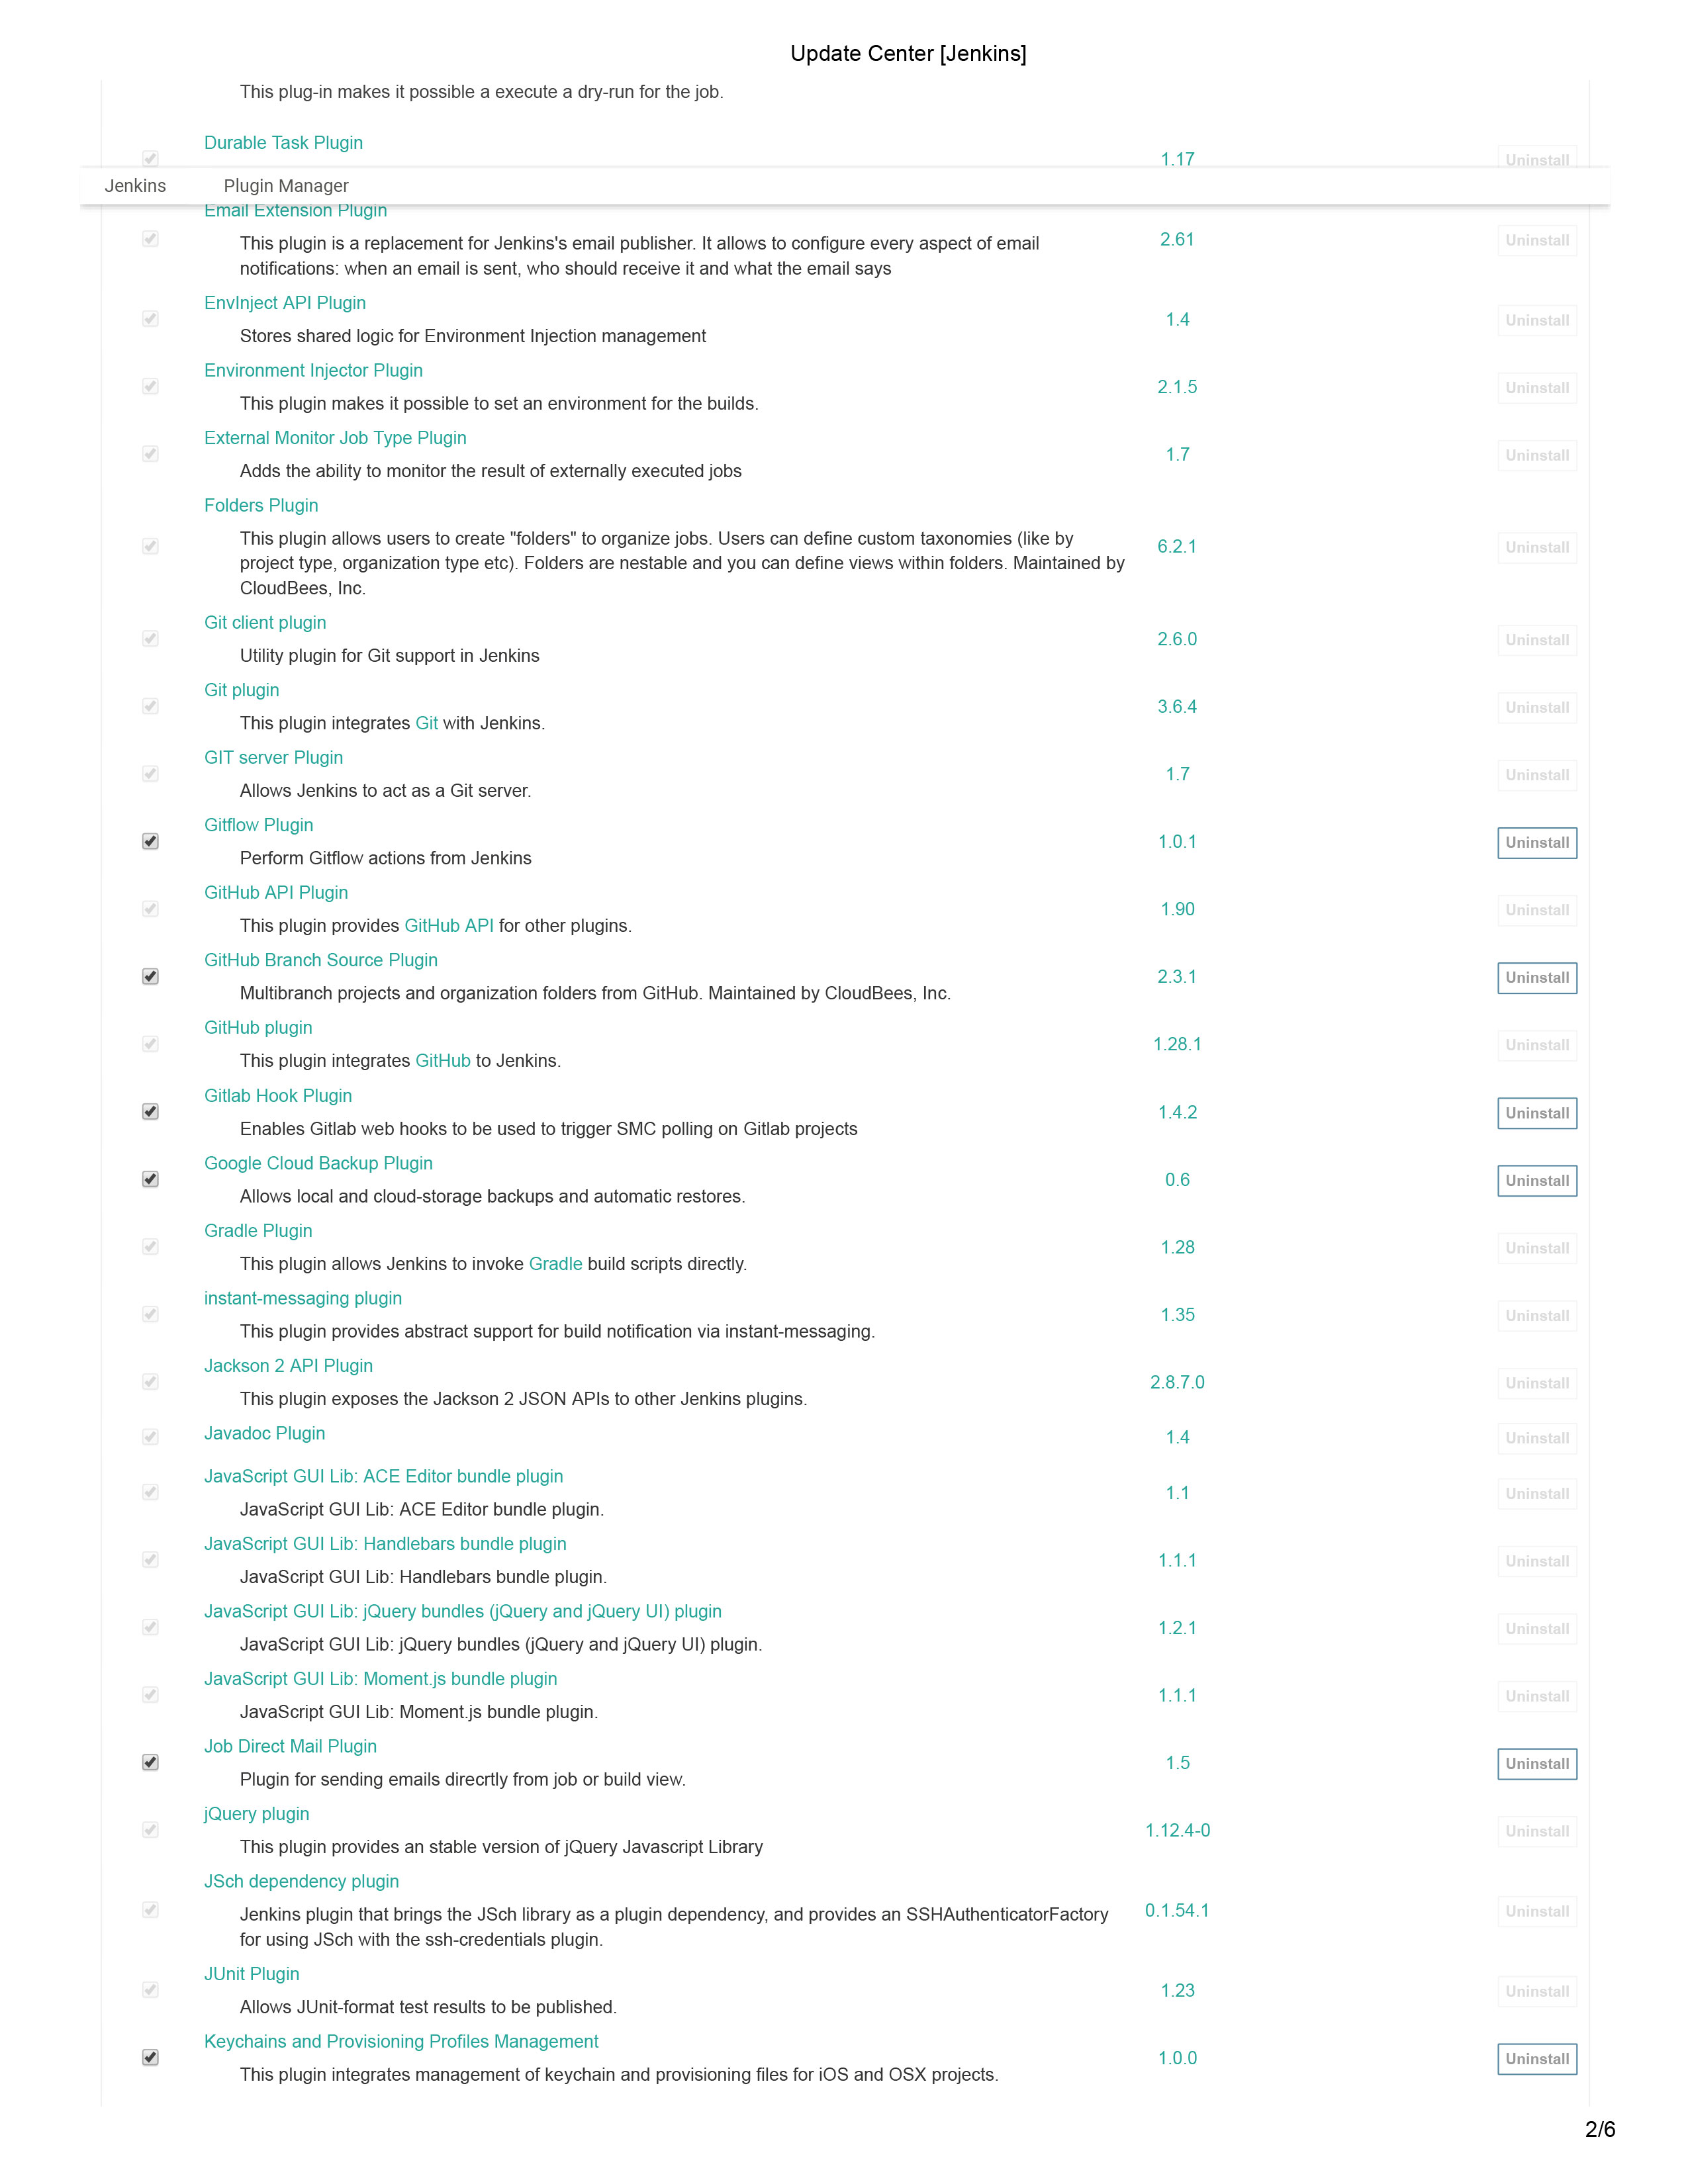 Update Center [Jenkins]
This plug-in makes it possible a execute a dry-run for the job.
Durable Task Plugin
1.17
Uninstall
Jenkins Plugin Manager
Email Extension Plugin
This plugin is a replacement for Jenkins's email publisher. It allows to configure every aspect of email
notifications: when an email is sent, who should receive it and what the email says
2.61
Uninstall
EnvInject API Plugin
Stores shared logic for Environment Injection management
1.4
Uninstall
Environment Injector Plugin
This plugin makes it possible to set an environment for the builds.
2.1.5
Uninstall
External Monitor Job Type Plugin
Adds the ability to monitor the result of externally executed jobs
1.7
Uninstall
Folders Plugin
This plugin allows users to create "folders" to organize jobs. Users can define custom taxonomies (like by
project type, organization type etc). Folders are nestable and you can define views within folders. Maintained by
CloudBees, Inc.
6.2.1
Uninstall
Git client plugin
Utility plugin for Git support in Jenkins
2.6.0
Uninstall
Git plugin
This plugin integrates Git with Jenkins.
3.6.4
Uninstall
GIT server Plugin
Allows Jenkins to act as a Git server.
1.7
Uninstall
Gitflow Plugin
Perform Gitflow actions from Jenkins
1.0.1
Uninstall
GitHub API Plugin
This plugin provides GitHub API for other plugins.
1.90
Uninstall
GitHub Branch Source Plugin
Multibranch projects and organization folders from GitHub. Maintained by CloudBees, Inc.
2.3.1
Uninstall
GitHub plugin
This plugin integrates GitHub to Jenkins.
1.28.1
Uninstall
Gitlab Hook Plugin
Enables Gitlab web hooks to be used to trigger SMC polling on Gitlab projects
1.4.2
Uninstall
Google Cloud Backup Plugin
Allows local and cloud-storage backups and automatic restores.
0.6
Uninstall
Gradle Plugin
This plugin allows Jenkins to invoke Gradle build scripts directly.
1.28
Uninstall
instant-messaging plugin
This plugin provides abstract support for build notification via instant-messaging.
1.35
Uninstall
Jackson 2 API Plugin
This plugin exposes the Jackson 2 JSON APIs to other Jenkins plugins.
2.8.7.0
Uninstall
Javadoc Plugin
1.4
Uninstall
JavaScript GUI Lib: ACE Editor bundle plugin
JavaScript GUI Lib: ACE Editor bundle plugin.
1.1
Uninstall
JavaScript GUI Lib: Handlebars bundle plugin
JavaScript GUI Lib: Handlebars bundle plugin.
1.1.1
Uninstall
JavaScript GUI Lib: jQuery bundles (jQuery and jQuery UI) plugin
JavaScript GUI Lib: jQuery bundles (jQuery and jQuery UI) plugin.
1.2.1
Uninstall
JavaScript GUI Lib: Moment.js bundle plugin
JavaScript GUI Lib: Moment.js bundle plugin.
1.1.1
Uninstall
Job Direct Mail Plugin
Plugin for sending emails direcrtly from job or build view.
1.5
Uninstall
jQuery plugin
This plugin provides an stable version of jQuery Javascript Library
1.12.4-0
Uninstall
JSch dependency plugin
Jenkins plugin that brings the JSch library as a plugin dependency, and provides an SSHAuthenticatorFactory
for using JSch with the ssh-credentials plugin.
0.1.54.1
Uninstall
JUnit Plugin
Allows JUnit-format test results to be published.
1.23
Uninstall
Keychains and Provisioning Profiles Management
This plugin integrates management of keychain and provisioning files for iOS and OSX projects.
1.0.0
Uninstall
2/6